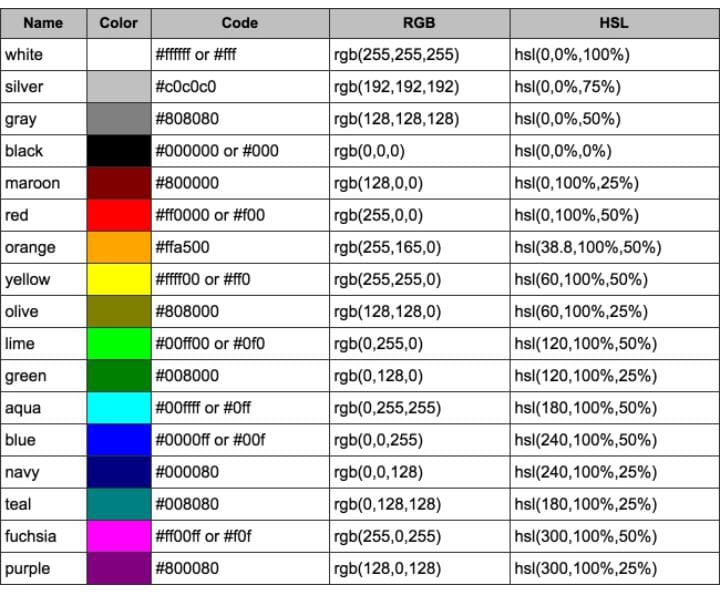 Name Color Code RGB HSL
white #ffffff or #fff rgb(255,255,255) hsl(0,0%,100%)
silver #c0c0c0 rgb(192,192,192) hsl(0,0%,75%)
gray #808080 rgb(128,128,128) hsl(0,0%,50%)
black #000000 or #000 rgb(0,0,0) hsl(0,0%,0%)
maroon #800000 rgb(128,0,0) hsl(0,100%,25%)
red #ff0000 or #f00 rgb(255,0,0) hsl(0,100%,50%)
orange #ffa500 rgb(255,165,0) hsl(38.8,100%,50%)
yellow #ffff00 or #ff0 rgb(255,255,0) hsl(60,100%,50%)
olive #808000 rgb(128,128,0) hsl(60,100%,25%)
lime #00ff00 or #0f0 rgb(0,255,0) hsl(120,100%,50%)
green #008000 rgb(0,128,0) hsl(120,100%,25%)
aqua #00ffff or #0ff rgb(0,255,255) hsl(180,100%,50%)
blue #0000ff or #00f rgb(0,0,255) hsl(240,100%,50%)
navy #000080 rgb(0,0,128) hsl(240,100%,25%)
teal #008080 rgb(0,128,128) hsl(180,100%,25%)
fuchsia #ff00ff or #f0f rgb(255,0,255) hsl(300,100%,50%)
purple #800080 rgb(128,0,128) hsl(300,100%,25%)